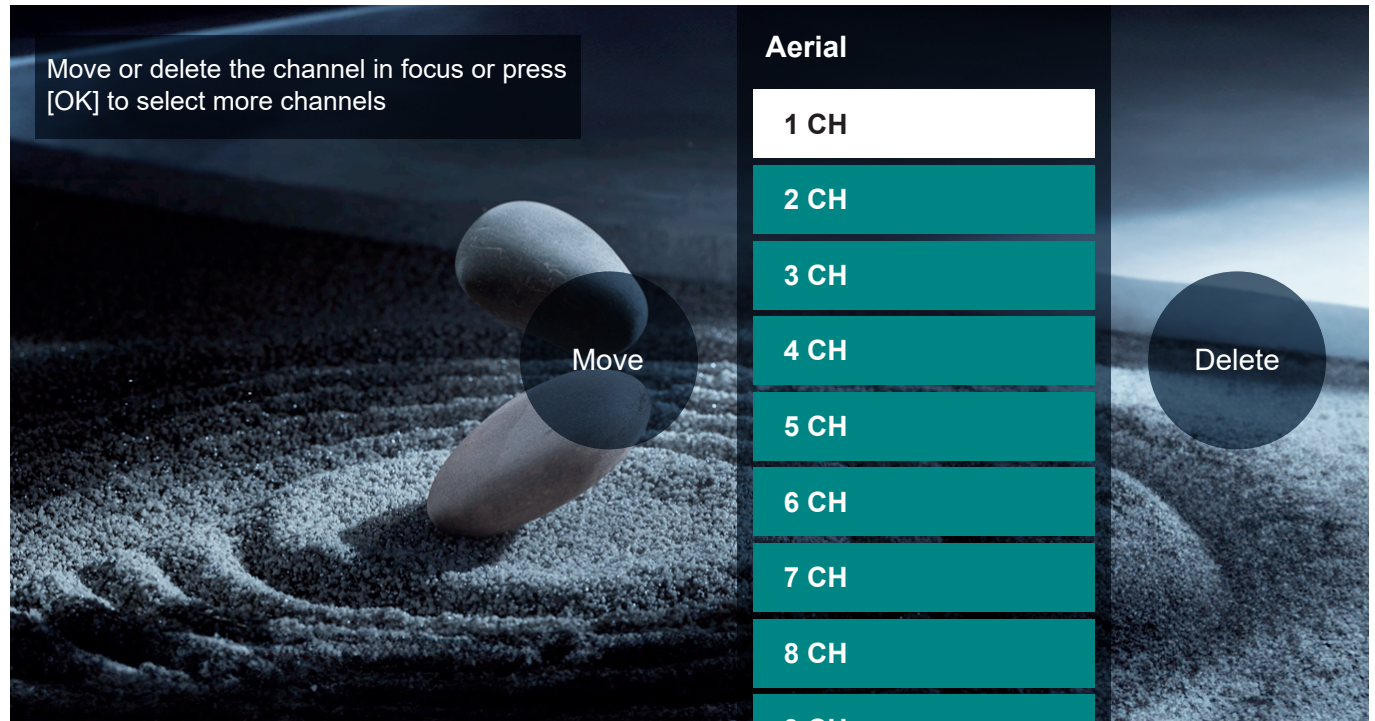 Move or delete the channel in focus or press
[OK] to select more channels
Aerial
1 CH
2 CH
3 CH
4 CH
5 CH
6 CH
7 CH
8 CH
Move
Delete